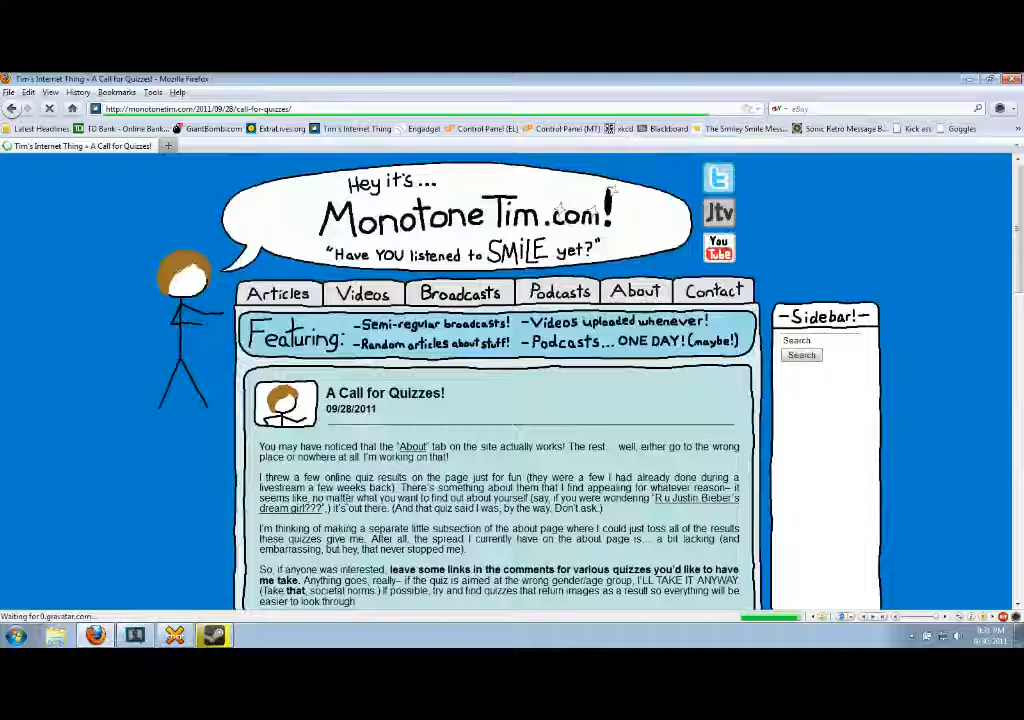 Tim's Internet Thing » A Call for Quizzes! - Mozilla Firefox
File Edit View History Bookmarks Tools Help
http://monotonetim.com/2011/09/28/call-for-quizzes/
eBay
Latest Headlines TD Bank - Online Bank... GiantBomb.com ExtraLives.org Tim's Internet Thing Engadget Control Panel (EL) Control Panel (MT) xkcd Blackboard The Smiley Smile Mess... Sonic Retro Message B... Kick ass Goggles
Tim's Internet Thing » A Call for Quizzes!
Hey it's...
MonotoneTim.com!
"Have YOU listened to SMiLE yet?"
t
Jtv
You
Tube
Articles Videos Broadcasts Podcasts About Contact
Featuring:
-Semi-regular broadcasts! -Videos uploaded whenever!
-Random articles about stuff! -Podcasts... ONE DAY! (maybe!)
-Sidebar!-
Search
Search
A Call for Quizzes!
09/28/2011
You may have noticed that the "About" tab on the site actually works! The rest... well, either go to the wrong
place or nowhere at all. I'm working on that!
I threw a few online quiz results on the page just for fun (they were a few I had already done during a
livestream a few weeks back). There's something about them that I find appealing for whatever reason– it
seems like, no matter what you want to find out about yourself (say, if you were wondering "R u Justin Bieber's
dream girl???",) it's out there. (And that quiz said I was, by the way. Don't ask.)
I'm thinking of making a separate little subsection of the about page where I could just toss all of the results
these quizzes give me. After all, the spread I currently have on the about page is... a bit lacking (and
embarrassing, but hey, that never stopped me).
So, if anyone was interested, leave some links in the comments for various quizzes you'd like to have
me take. Anything goes, really– if the quiz is aimed at the wrong gender/age group, I'LL TAKE IT ANYWAY.
(Take that, societal norms.) If possible, try and find quizzes that return images as a result so everything will be
easier to look through
Waiting for 0.gravatar.com...
9:31 PM
9/30/2011